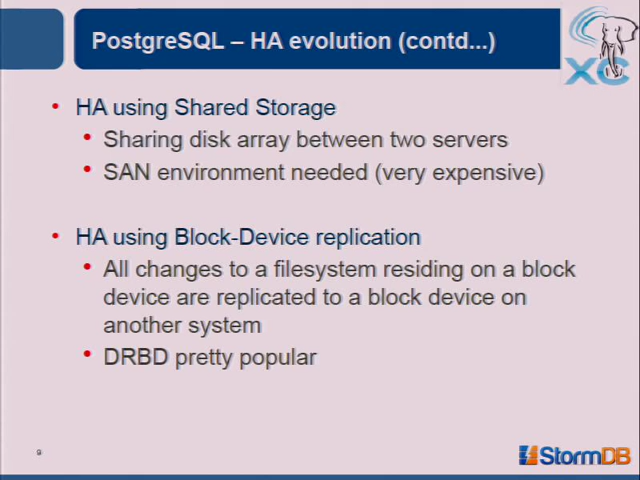 PostgreSQL – HA evolution (contd...)
XC
• HA using Shared Storage
• Sharing disk array between two servers
• SAN environment needed (very expensive)
• HA using Block-Device replication
• All changes to a filesystem residing on a block
device are replicated to a block device on
another system
• DRBD pretty popular
9
StormDB